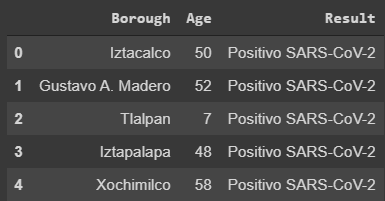 Borough Age Result
0 Iztacalco 50 Positivo SARS-CoV-2
1 Gustavo A. Madero 52 Positivo SARS-CoV-2
2 Tlalpan 7 Positivo SARS-CoV-2
3 Iztapalapa 48 Positivo SARS-CoV-2
4 Xochimilco 58 Positivo SARS-CoV-2